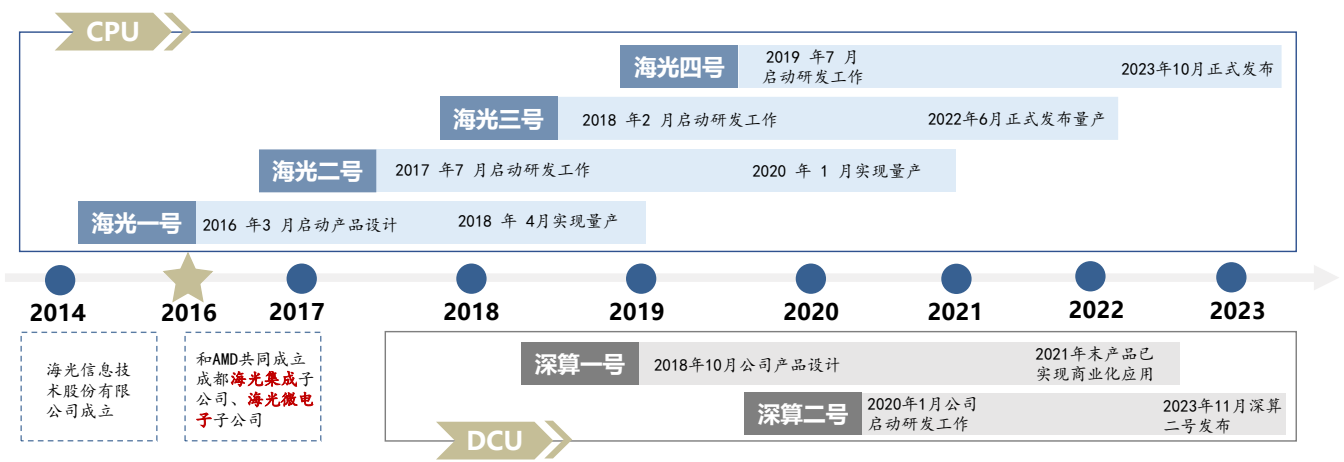 CPU
海光四号
2019 年7 月
启动研发工作
2023年10月正式发布
海光三号
2018 年2 月启动研发工作
2022年6月正式发布量产
海光二号
2017 年7 月启动研发工作
2020 年 1 月实现量产
海光一号
2016 年3 月启动产品设计
2018 年 4月实现量产
2014
2016
2017
2018
2019
2020
2021
2022
2023
海光信息技
术股份有限
公司成立
和AMD共同成立
成都海光集成子
公司、海光微电
子子公司
深算一号
2018年10月公司产品设计
2021年末产品已
实现商业化应用
深算二号
2020年1月公司
启动研发工作
2023年11月深算
二号发布
DCU